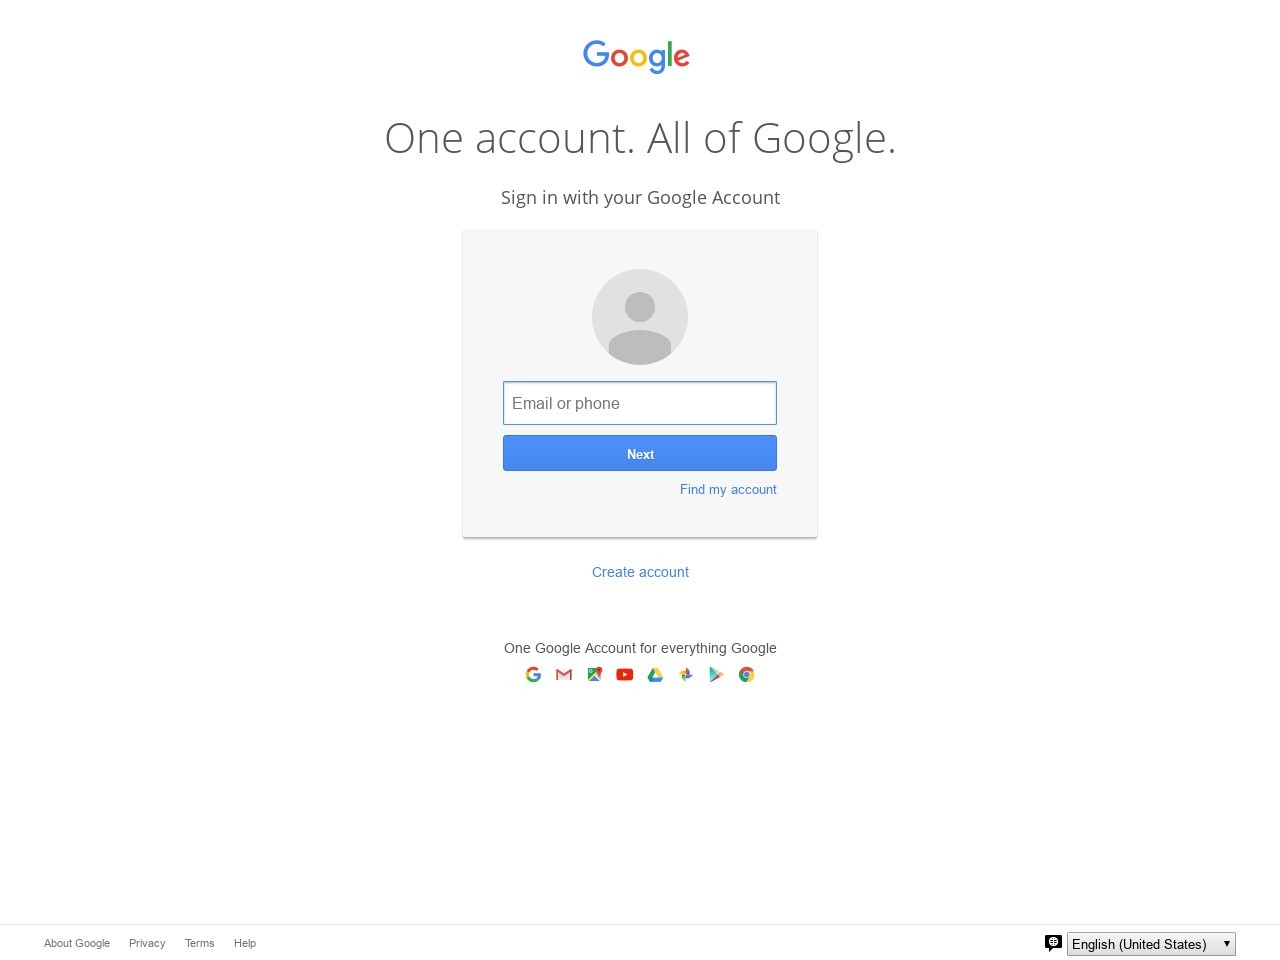 Google
One account. All of Google.
Sign in with your Google Account
Email or phone
Next
Find my account
Create account
One Google Account for everything Google
About Google Privacy Terms Help English (United States)